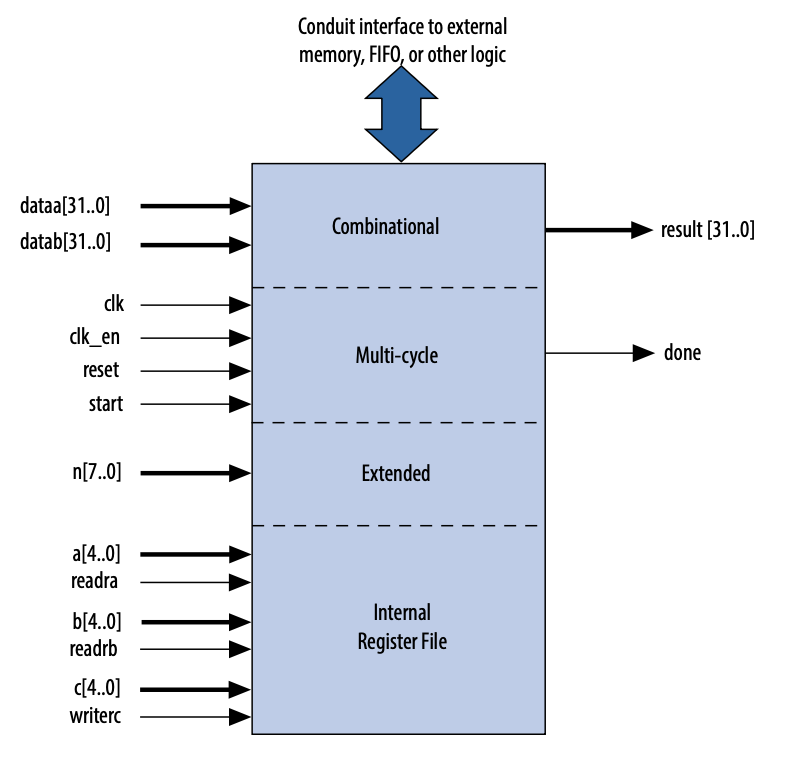 Conduit interface to external
memory, FIFO, or other logic
dataa[31..0]
datab[31..0]
Combinational
result [31..0]
clk
clk_en
reset
start
Multi-cycle
done
n[7..0]
Extended
a[4..0]
readra
b[4..0]
readrb
c[4..0]
writerc
Internal
Register File